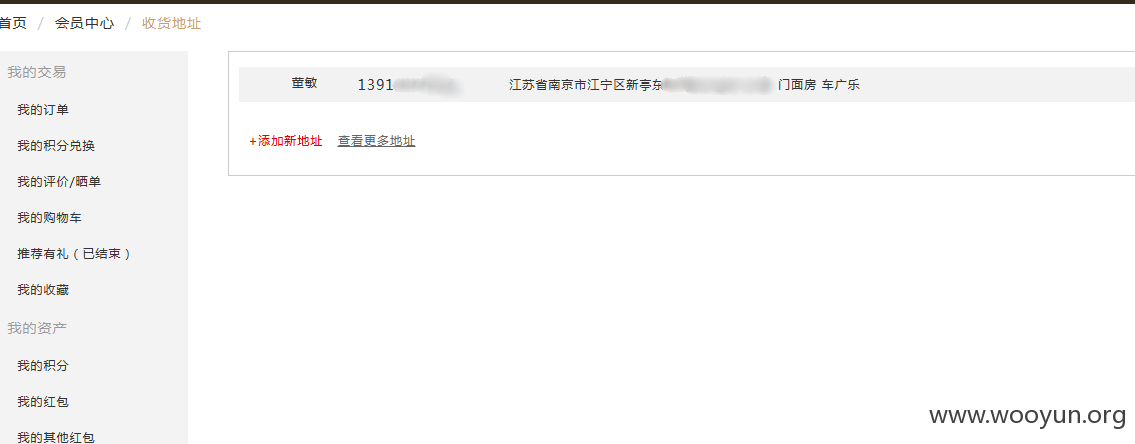 首页 / 会员中心 / 收货地址
我的交易
我的订单
我的积分兑换
我的评价/晒单
我的购物车
推荐有礼（已结束）
我的收藏
我的资产
我的积分
我的红包
我的其他红包
董敏 1391 江苏省南京市江宁区新亭东 门面房 车广乐
+添加新地址 查看更多地址
www.wooyun.org